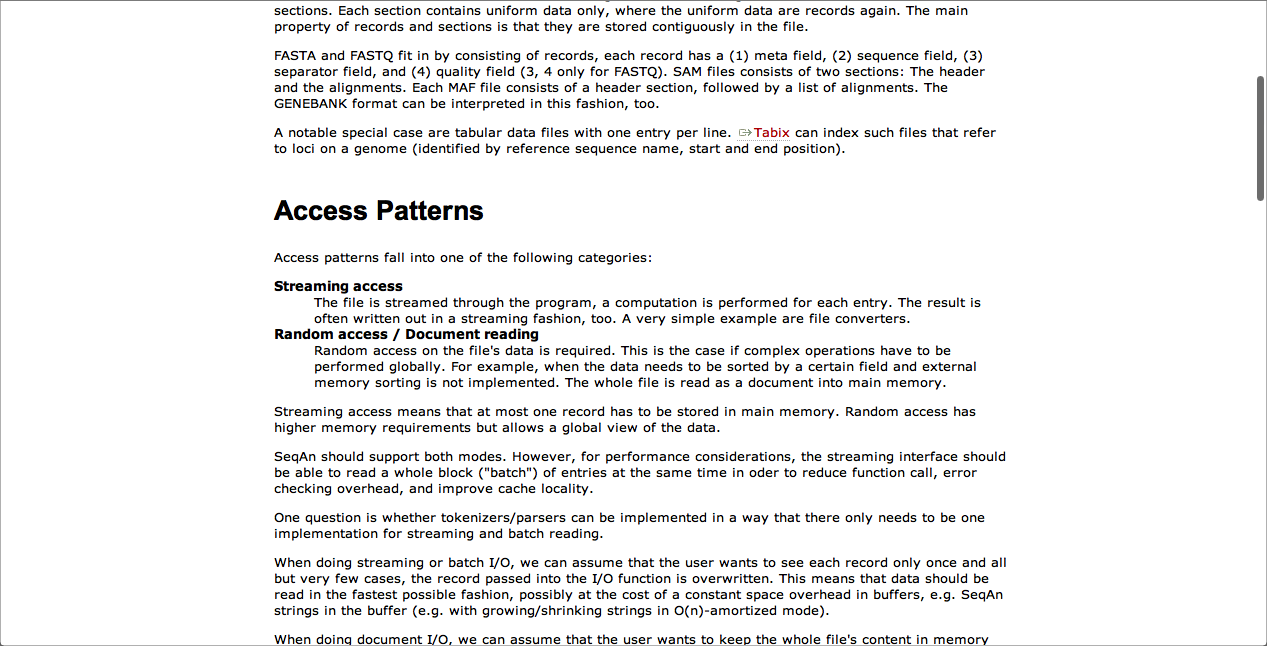 sections. Each section contains uniform data only, where the uniform data are records again. The main
property of records and sections is that they are stored contiguously in the file.
FASTA and FASTQ fit in by consisting of records, each record has a (1) meta field, (2) sequence field, (3)
separator field, and (4) quality field (3, 4 only for FASTQ). SAM files consists of two sections: The header
and the alignments. Each MAF file consists of a header section, followed by a list of alignments. The
GENEBANK format can be interpreted in this fashion, too.
A notable special case are tabular data files with one entry per line. Tabix can index such files that refer
to loci on a genome (identified by reference sequence name, start and end position).
Access Patterns
Access patterns fall into one of the following categories:
Streaming access
The file is streamed through the program, a computation is performed for each entry. The result is
often written out in a streaming fashion, too. A very simple example are file converters.
Random access / Document reading
Random access on the file's data is required. This is the case if complex operations have to be
performed globally. For example, when the data needs to be sorted by a certain field and external
memory sorting is not implemented. The whole file is read as a document into main memory.
Streaming access means that at most one record has to be stored in main memory. Random access has
higher memory requirements but allows a global view of the data.
SeqAn should support both modes. However, for performance considerations, the streaming interface should
be able to read a whole block ("batch") of entries at the same time in oder to reduce function call, error
checking overhead, and improve cache locality.
One question is whether tokenizers/parsers can be implemented in a way that there only needs to be one
implementation for streaming and batch reading.
When doing streaming or batch I/O, we can assume that the user wants to see each record only once and all
but very few cases, the record passed into the I/O function is overwritten. This means that data should be
read in the fastest possible fashion, possibly at the cost of a constant space overhead in buffers, e.g. SeqAn
strings in the buffer (e.g. with growing/shrinking strings in O(n)-amortized mode).
When doing document I/O, we can assume that the user wants to keep the whole file's content in memory